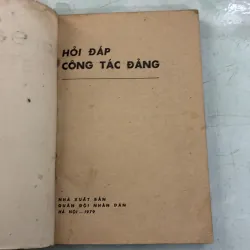 HỎI ĐÁP
CÔNG TÁC ĐẢNG
NHÀ XUẤT BẢN
QUÂN ĐỘI NHÂN DÂN
HÀ NỘI — 1979